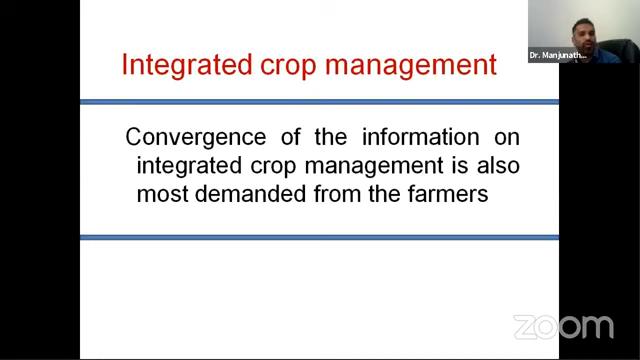 Integrated crop management
Dr. Manjunath...
Convergence of the information on
integrated crop management is also
most demanded from the farmers
zoom